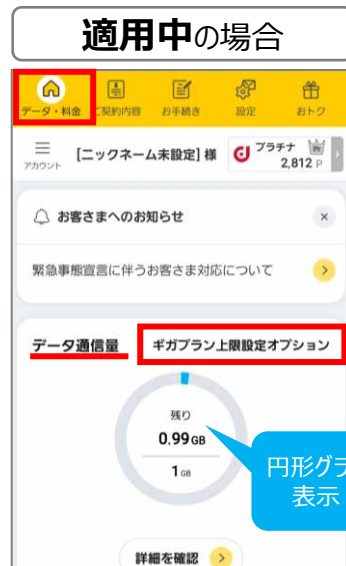 適用中の場合
データ・料金 ご契約内容 お手続き 設定 おトク
アカウント [ニックネーム未設定] 様 d プラチナ 2,812 P
お客さまへのお知らせ ×
緊急事態宣言に伴うお客さま対応について
データ通信量 ギガプラン上限設定オプション
残り
0.99 GB
1 GB
円形グラ
表示
詳細を確認